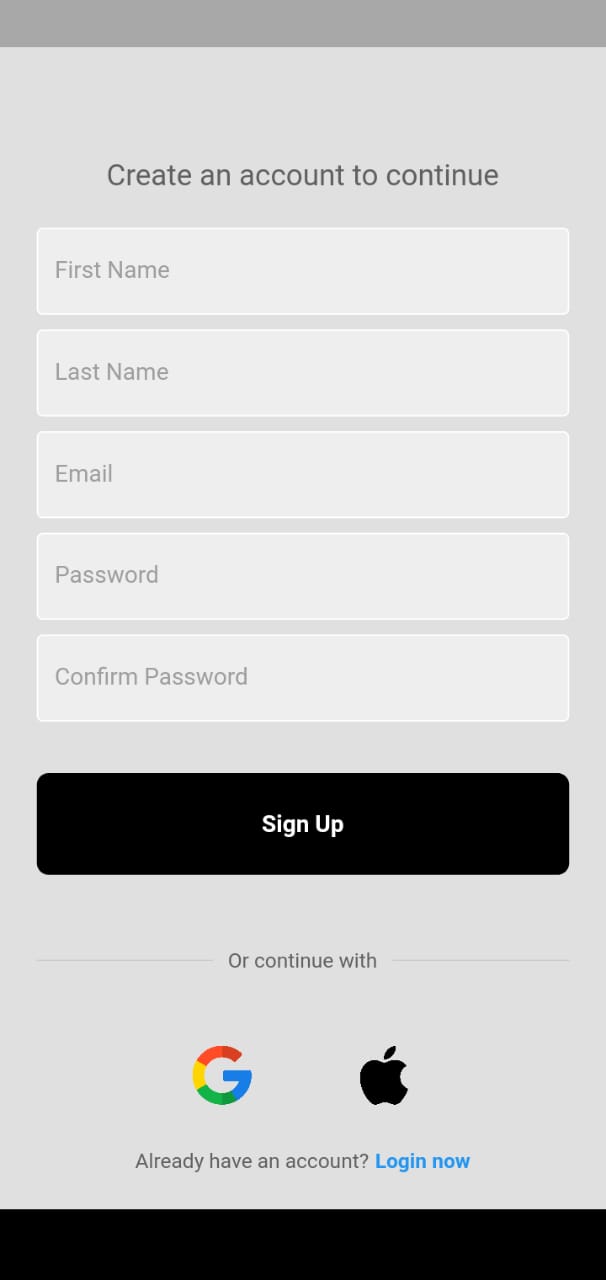 Create an account to continue
First Name
Last Name
Email
Password
Confirm Password
Sign Up
Or continue with
Already have an account? Login now